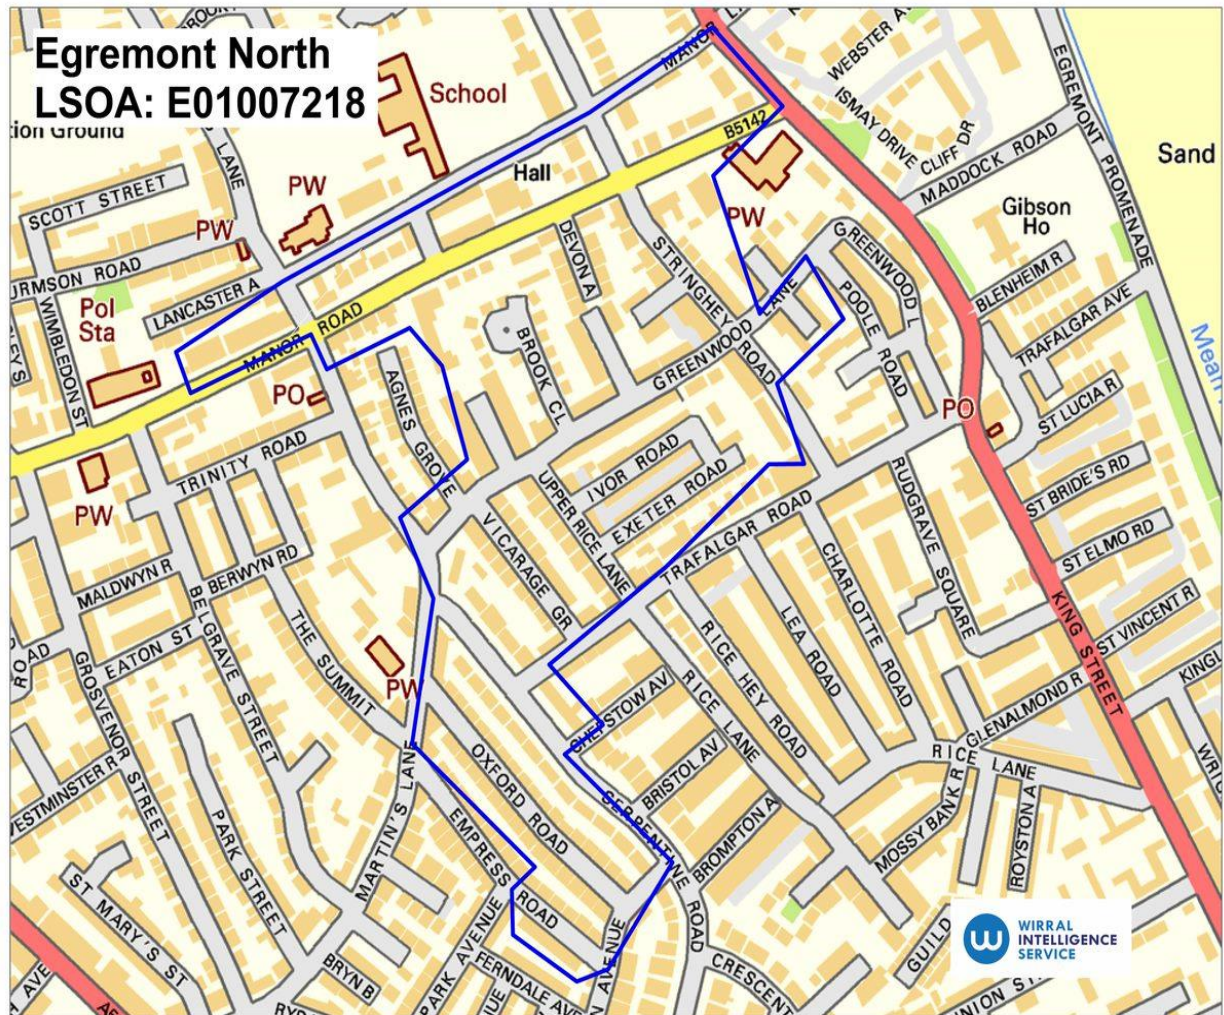 Egremont North
LSOA: E01007218
MANOR
WEBSTER A
ISMAY DRIVE
CLIFF DR
MADDOCK ROAD
EGREMONT PROMENADE
Sand
School
B5142
Hall
LANE
SCOTT STREET
PW
PW
PW
Gibson
Ho
URMSON ROAD
LANCASTER A
Pol
Sta
WIMBLEDON ST
DEVON A
STRINGHEY ROAD
GREENWOOD L
GREENWOOD LANE
POOLE ROAD
BLENHEIM R
TRAFALGAR AVE
MANOR ROAD
BROOK CL
AGNES GROVE
PO
PO
ST LUCIA R
ST BRIDE'S RD
ST ELMO RD
ST VINCENT R
TRINITY ROAD
PW
IVOR ROAD
EXETER ROAD
UPPER RICE LANE
TRAFALGAR ROAD
RUDGRAVE SQUARE
CHARLOTTE ROAD
LEA ROAD
RICE HEY ROAD
RICE LANE
VICARAGE GR
MALDWYN R
BERWYN RD
BELGRAVE STREET
EATON ST
THE SUMMIT
PW
ROAD
GROSVENOR STREET
KING STREET
GLENALMOND R
RICE LANE
CHEPSTOW AV
BRISTOL AV
BROMPTON A
SERPENTINE ROAD
OXFORD ROAD
EMPRESS ROAD
MARTIN'S LANE
PARK STREET
ESTMINSTER R
MOSSY BANK R
ROYSTON A
ST MARY'S ST
BRYN B
PARK AVENUE
FERNDALE AV
AVENUE
CRESCENT
GUILD
WIRRAL
INTELLIGENCE
SERVICE